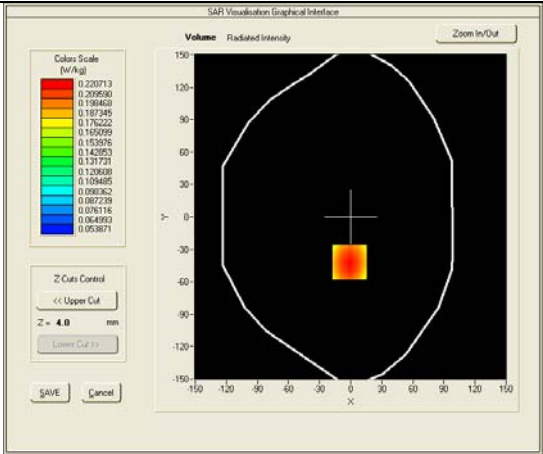 SAR Visualisation Graphical Interface
Volume Radiated Intensity
Zoom In/Out
Colors Scale
(W/kg)
0.220713
0.209590
0.198468
0.187345
0.176222
0.165099
0.153976
0.142853
0.131731
0.120608
0.109485
0.098362
0.087239
0.076116
0.064993
0.053871
Z-Cuts Control
<< Upper Cut
Z = 4.0 mm
Lower Cut >>
SAVE Cancel
150
120
90
60
30
0
-30
-60
-90
-120
-150
Y
-150 -120 -90 -60 -30 0 30 60 90 120 150
X